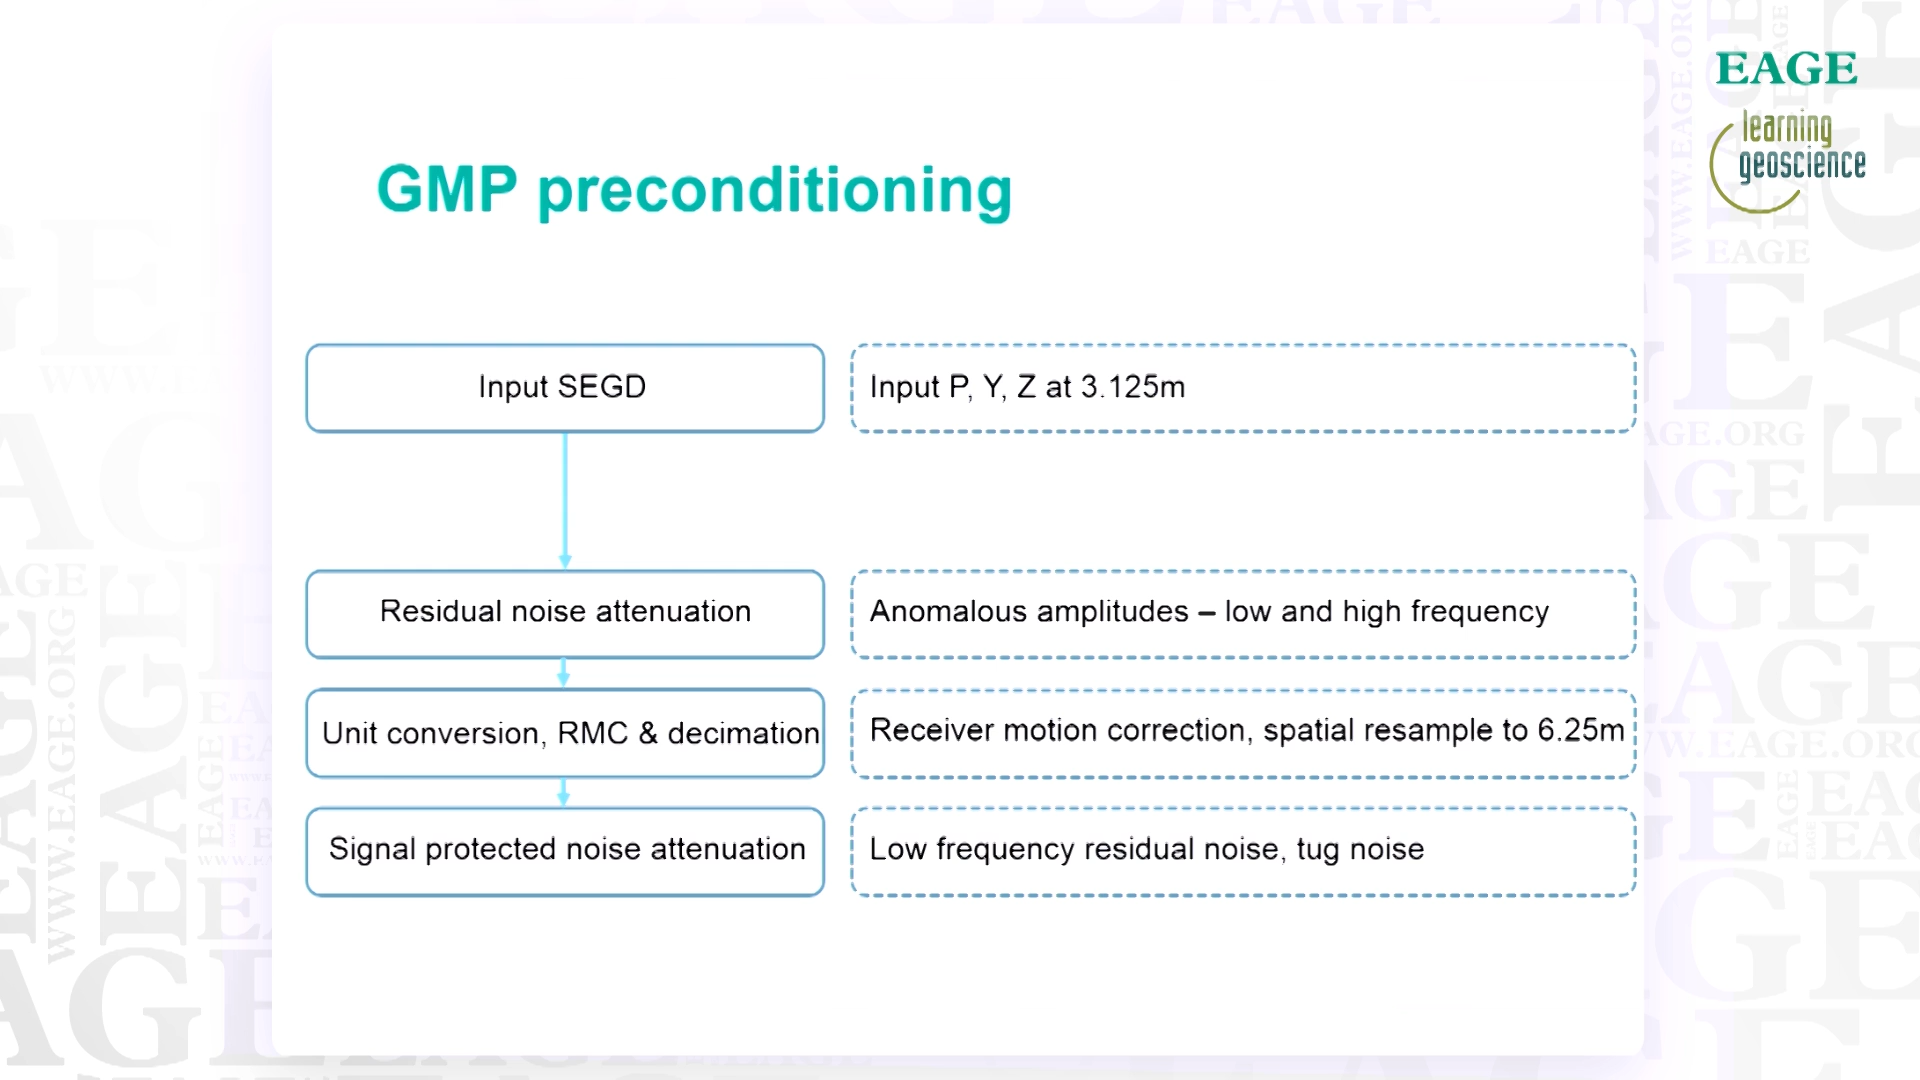 EAGE
learning
geoscience
GMP preconditioning
Input SEGD
Input P, Y, Z at 3.125m
Residual noise attenuation
Anomalous amplitudes – low and high frequency
Unit conversion, RMC & decimation
Receiver motion correction, spatial resample to 6.25m
Signal protected noise attenuation
Low frequency residual noise, tug noise